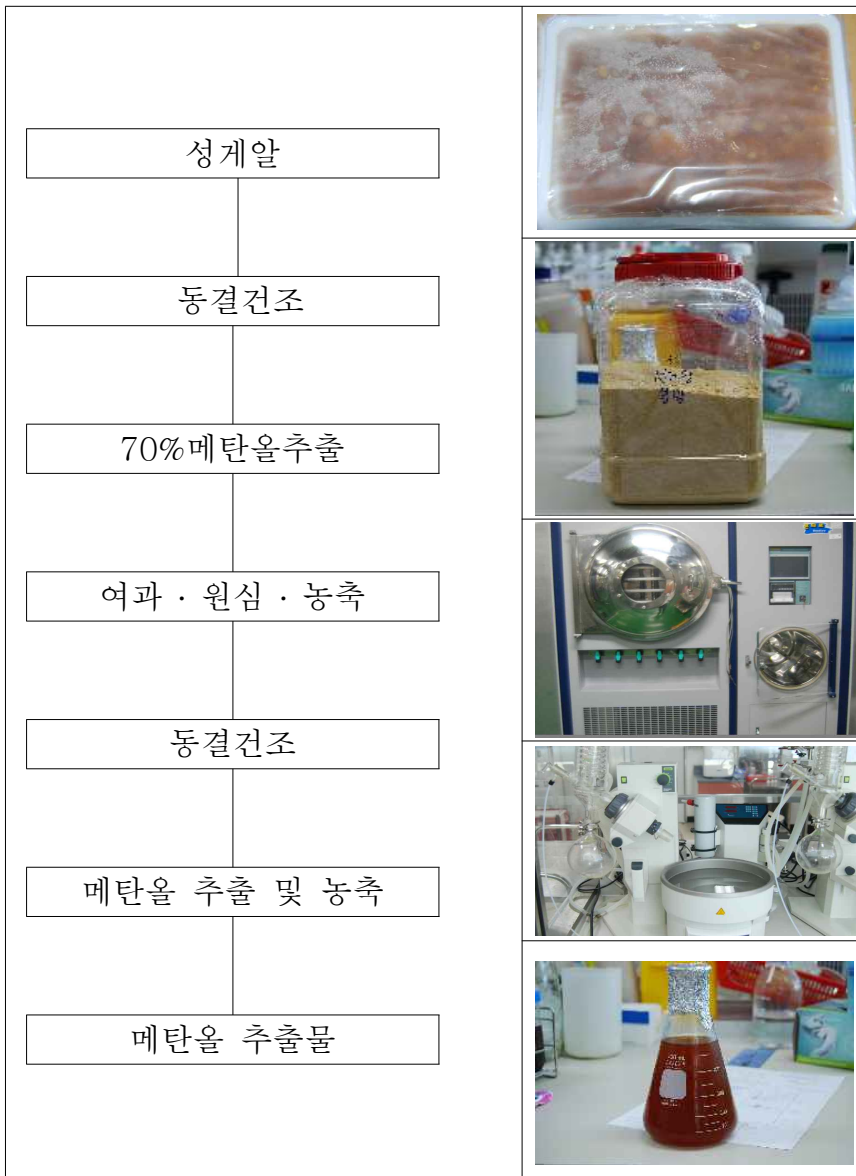 성게알
동결건조
70%메탄올추출
여과 · 원심 · 농축
동결건조
메탄올 추출 및 농축
메탄올 추출물